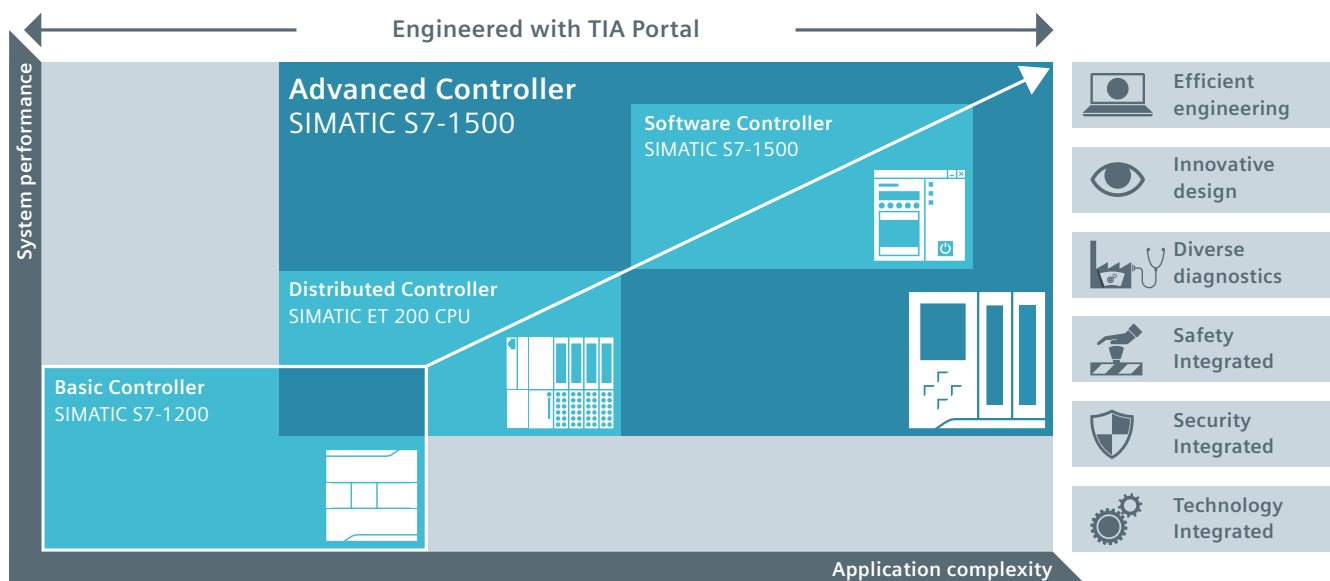 Engineered with TIA Portal
System performance
Advanced Controller
SIMATIC S7-1500
Software Controller
SIMATIC S7-1500
Distributed Controller
SIMATIC ET 200 CPU
Basic Controller
SIMATIC S7-1200
Application complexity
Efficient
engineering
Innovative
design
Diverse
diagnostics
Safety
Integrated
Security
Integrated
Technology
Integrated